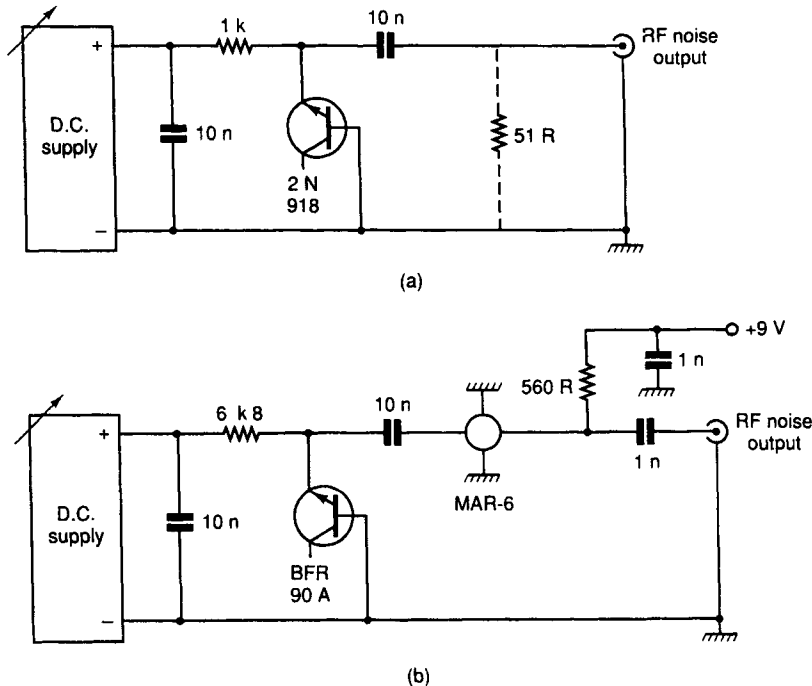 1 k
10 n
RF noise
output
+
D.C.
supply
10 n
51 R
2 N
918
−
(a)
+9 V
1 n
560 R
10 n
6 k 8
RF noise
output
+
1 n
MAR-6
D.C.
supply
10 n
BFR
90 A
−
(b)